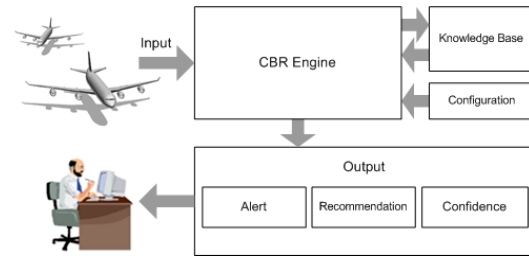 Input
CBR Engine
Knowledge Base
Configuration
Output
Alert
Recommendation
Confidence